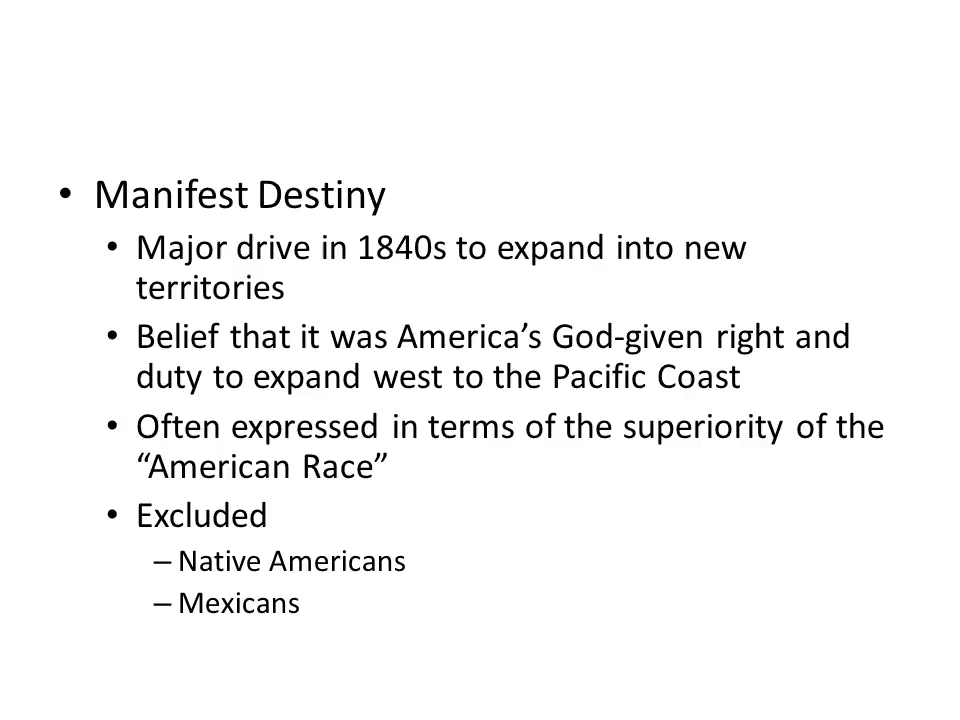 • Manifest Destiny
• Major drive in 1840s to expand into new
territories
• Belief that it was America’s God-given right and
duty to expand west to the Pacific Coast
• Often expressed in terms of the superiority of the
“American Race”
• Excluded
– Native Americans
– Mexicans